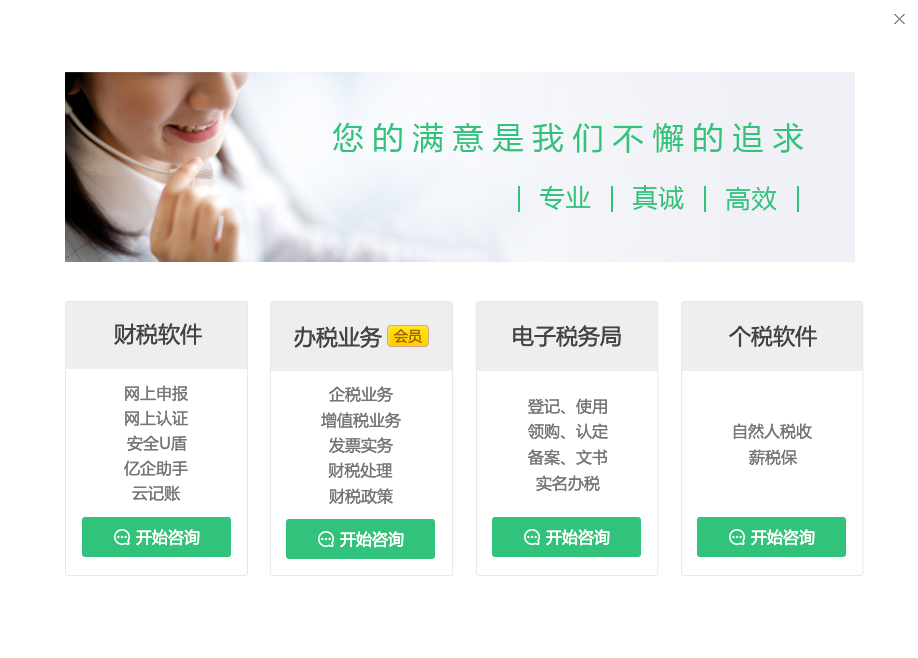 您的满意是我们不懈的追求
| 专业 | 真诚 | 高效 |
财税软件
网上申报
网上认证
安全U盾
亿企助手
云记账
开始咨询
办税业务 会员
企税业务
增值税业务
发票实务
财税处理
财税政策
开始咨询
电子税务局
登记、使用
领购、认定
备案、文书
实名办税
开始咨询
个税软件
自然人税收
薪税保
开始咨询